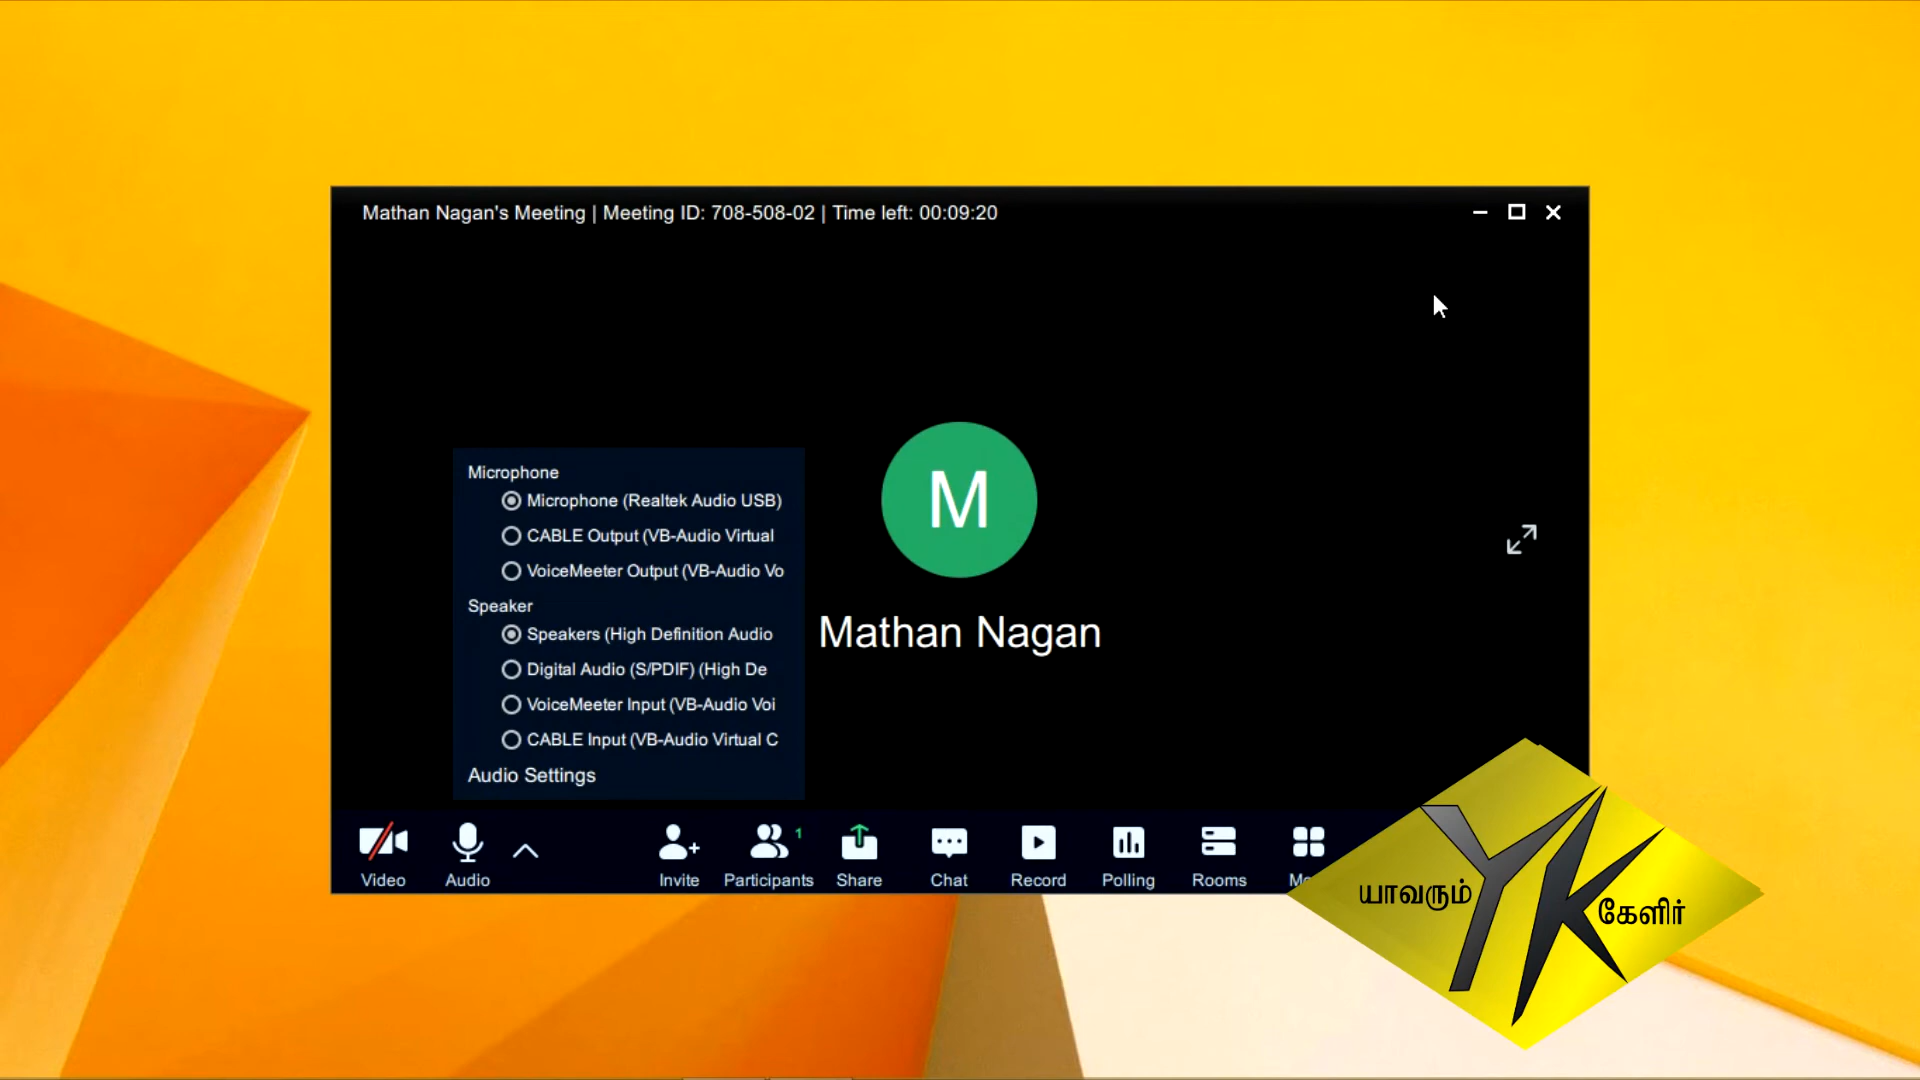 Mathan Nagan's Meeting | Meeting ID: 708-508-02 | Time left: 00:09:20
M
Mathan Nagan
Microphone
Microphone (Realtek Audio USB)
CABLE Output (VB-Audio Virtual
VoiceMeeter Output (VB-Audio Vo
Speaker
Speakers (High Definition Audio
Digital Audio (S/PDIF) (High De
VoiceMeeter Input (VB-Audio Voi
CABLE Input (VB-Audio Virtual C
Audio Settings
1
Video Audio Invite Participants Share Chat Record Polling Rooms
யாவரும் YK கேளிர்